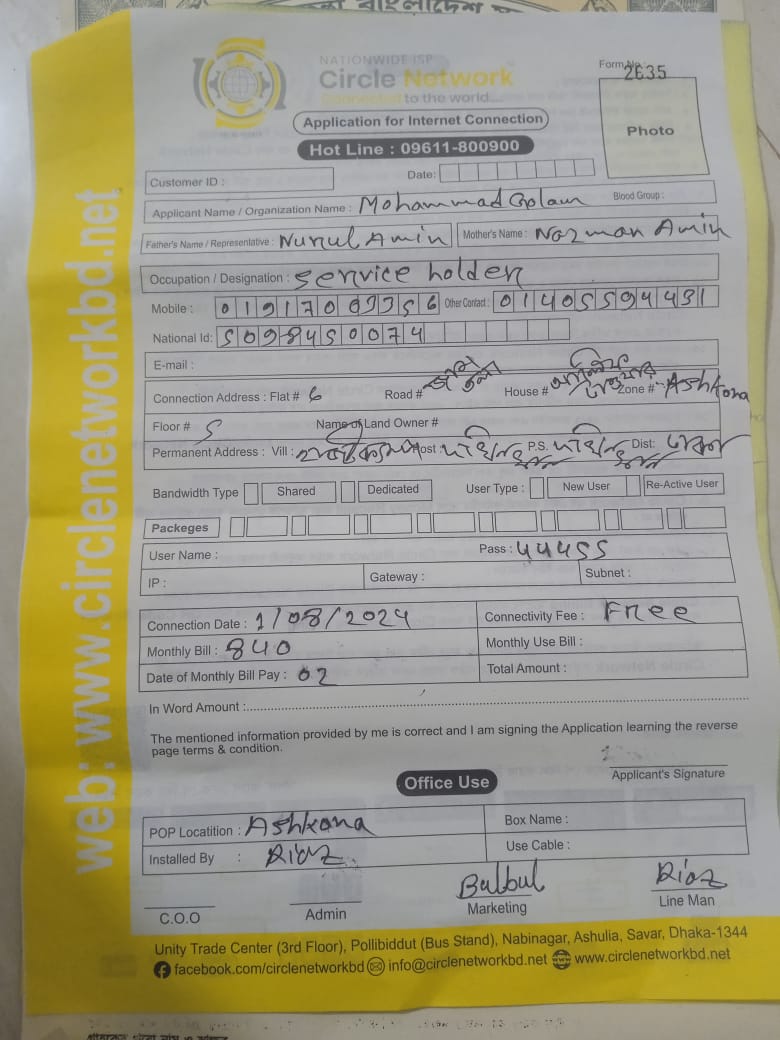 NATIONWIDE ISP
Circle Network
Connected to the world...
Form No. : 2635
Application for Internet Connection
Photo
Hot Line : 09611-800900
Customer ID :
Date:
Applicant Name / Organization Name : Mohammad Golam Blood Group :
Father's Name / Representative : Nurul Amin Mother's Name : Nazman Amin
Occupation / Designation : Service holder
Mobile : Other Contact : 01405594431
National Id: 5098450074
E-mail :
Connection Address : Flat # 6 Road # House # Zone # Ashkona
Floor # 5 Name of Land Owner #
Permanent Address : Vill : Post : P.S. Dist:
Bandwidth Type Shared Dedicated User Type : New User Re-Active User
Packeges
User Name : Pass : 44455
IP : Gateway : Subnet :
Connection Date : 1/08/2024 Connectivity Fee : Free
Monthly Bill : 840 Monthly Use Bill :
Date of Monthly Bill Pay : 02 Total Amount :
In Word Amount :
The mentioned information provided by me is correct and I am signing the Application learning the reverse
page terms & condition.
Applicant's Signature
Office Use
POP Locatition : Ashkona Box Name :
Installed By : Riaz Use Cable :
Balbul Riaz
C.O.O Admin Marketing Line Man
Unity Trade Center (3rd Floor), Pollibiddut (Bus Stand), Nabinagar, Ashulia, Savar, Dhaka-1344
facebook.com/circlenetworkbd info@circlenetworkbd.net www.circlenetworkbd.net
web: www.circlenetworkbd.net